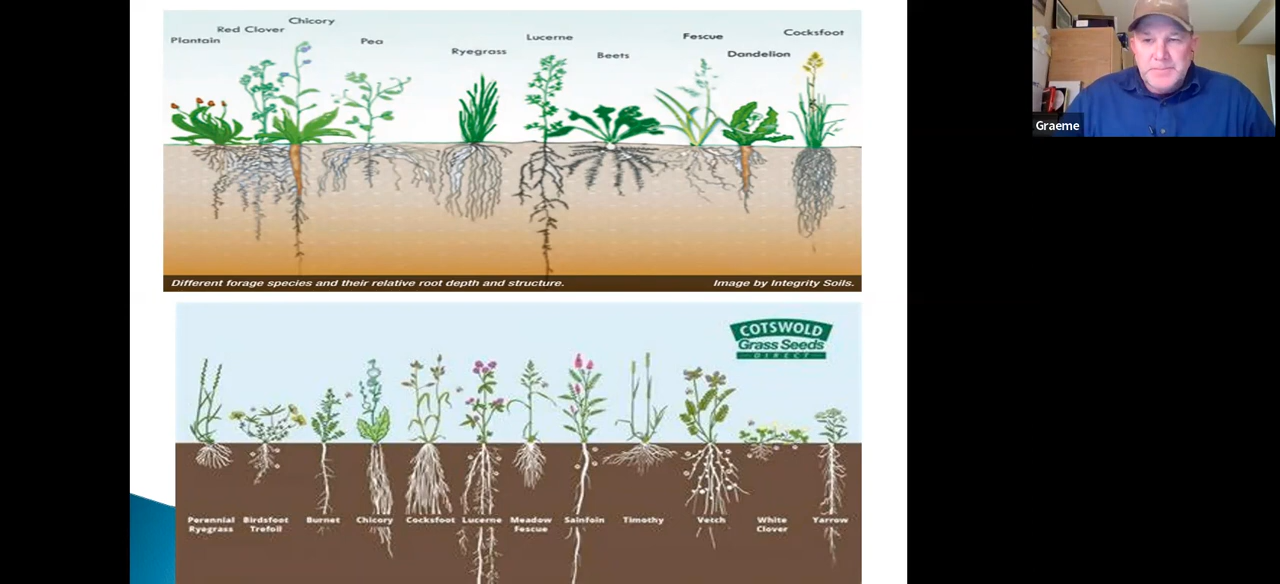 Chicory
Red Clover
Plantain
Pea
Ryegrass
Lucerne
Beets
Fescue
Dandelion
Cocksfoot
Different forage species and their relative root depth and structure.
Image by Integrity Soils.
Graeme
COTSWOLD
Grass Seeds
DIRECT
Perennial
Ryegrass
Birdsfoot
Trefoil
Burnet
Chicory
Cocksfoot
Lucerne
Meadow
Fescue
Sainfoin
Timothy
Vetch
White
Clover
Yarrow